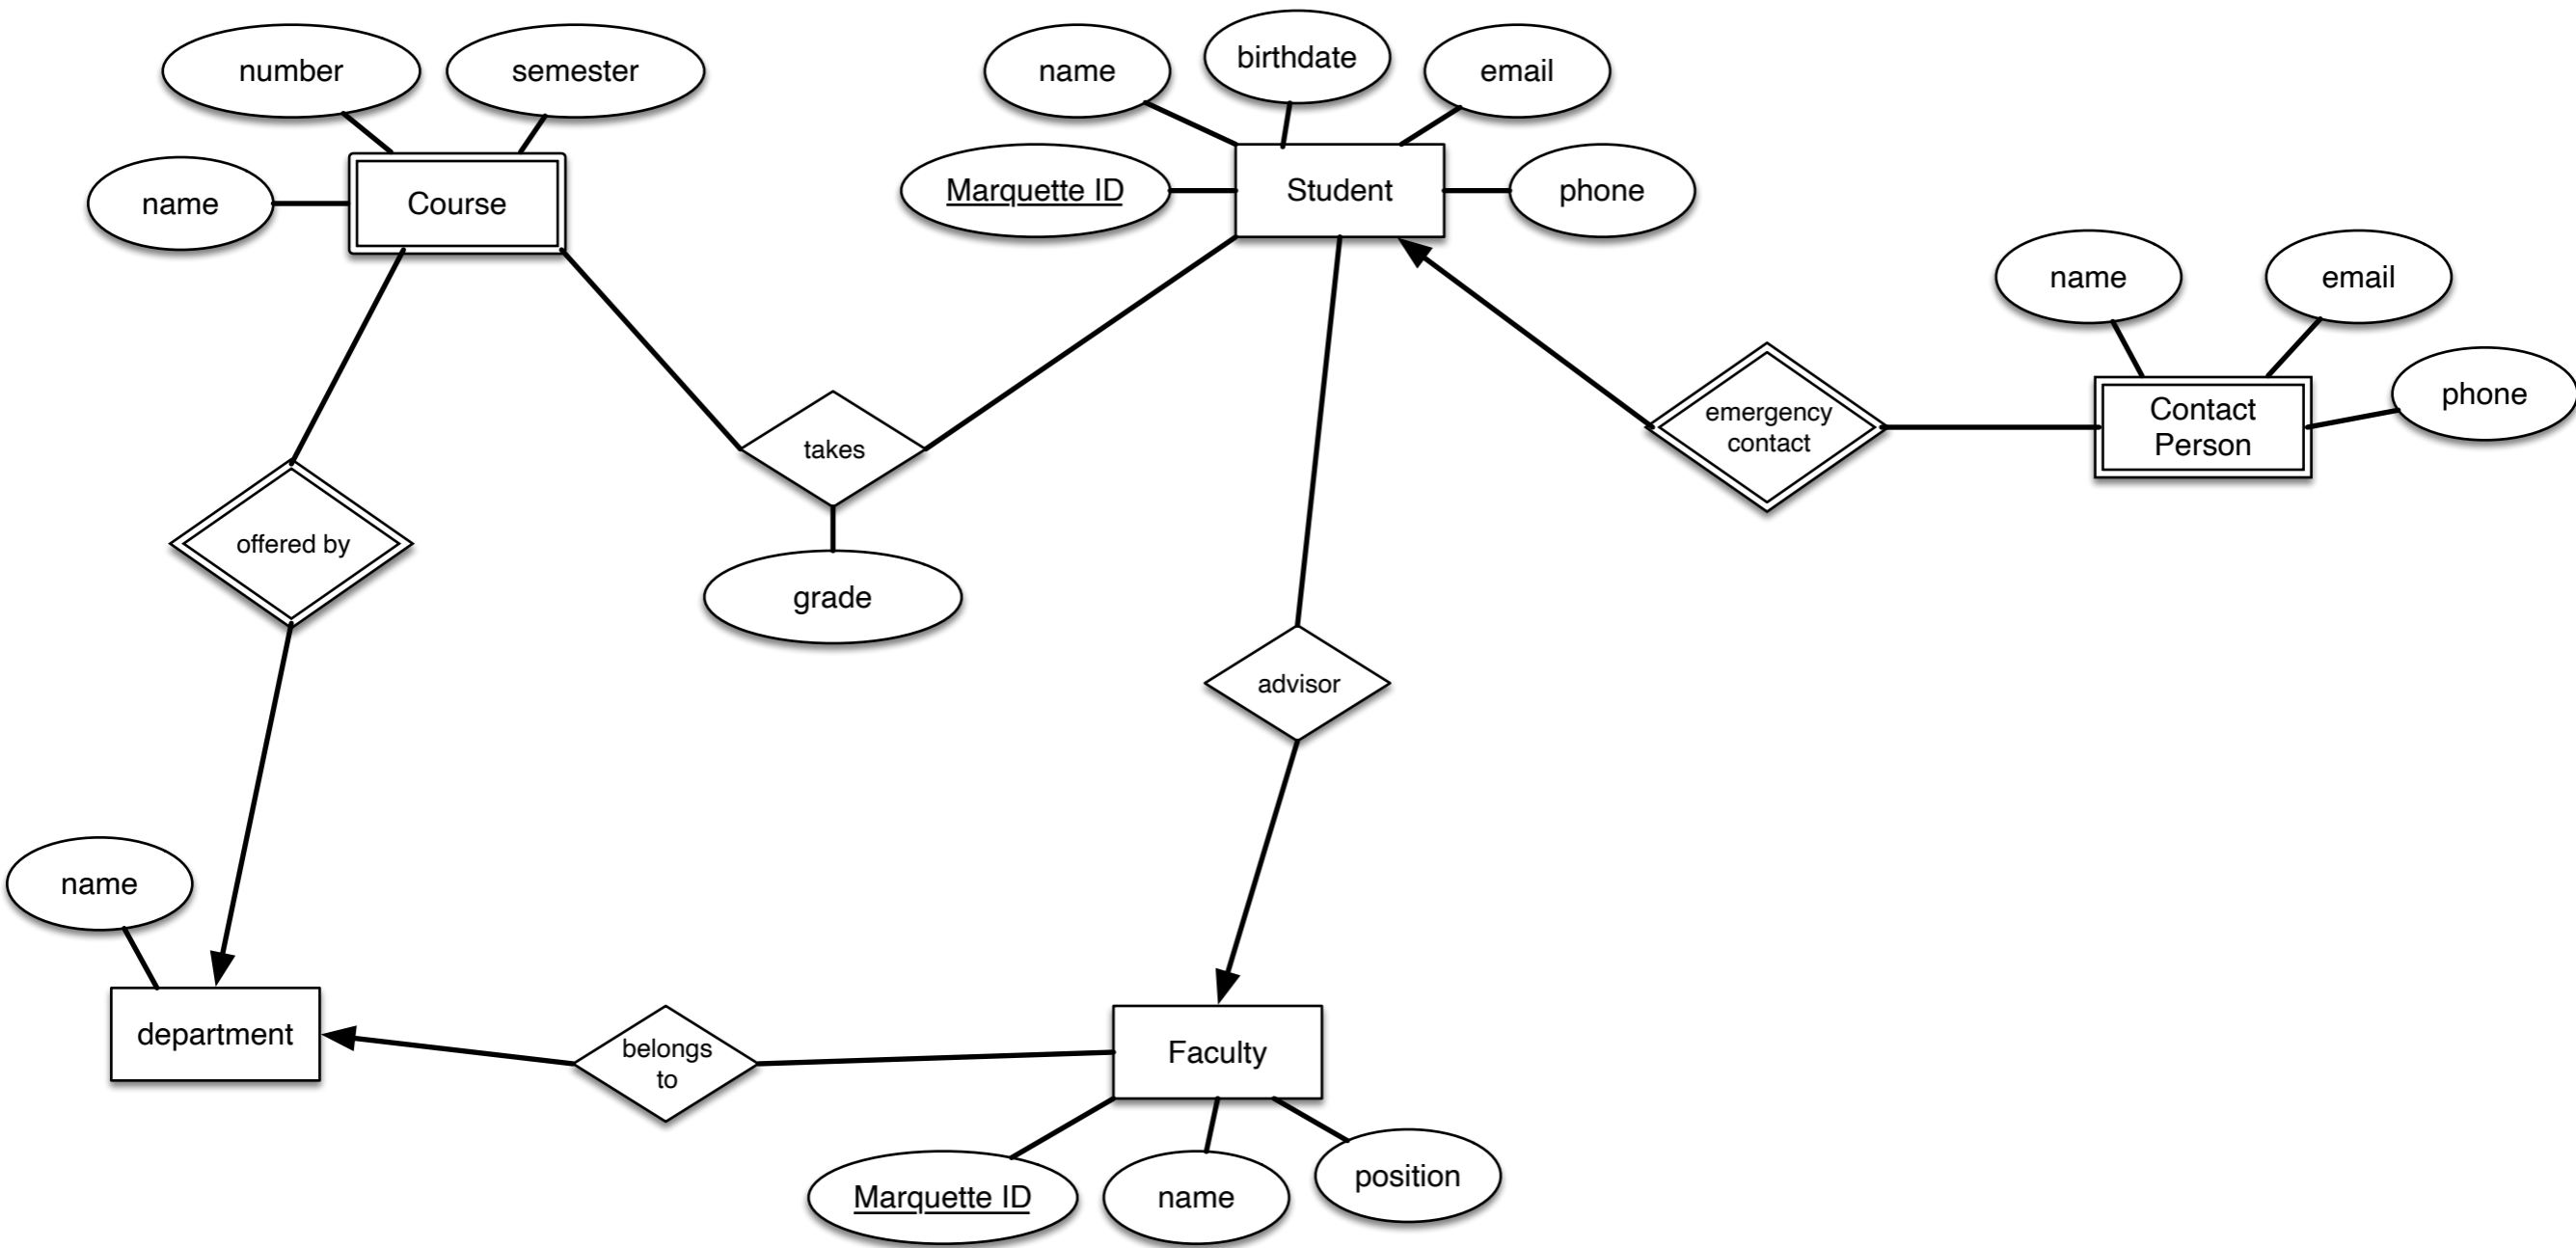 number
semester
name
Course
name
birthdate
email
Marquette ID
Student
phone
name
email
Contact
Person
phone
emergency
contact
takes
grade
offered by
advisor
name
department
belongs
to
Faculty
Marquette ID
name
position